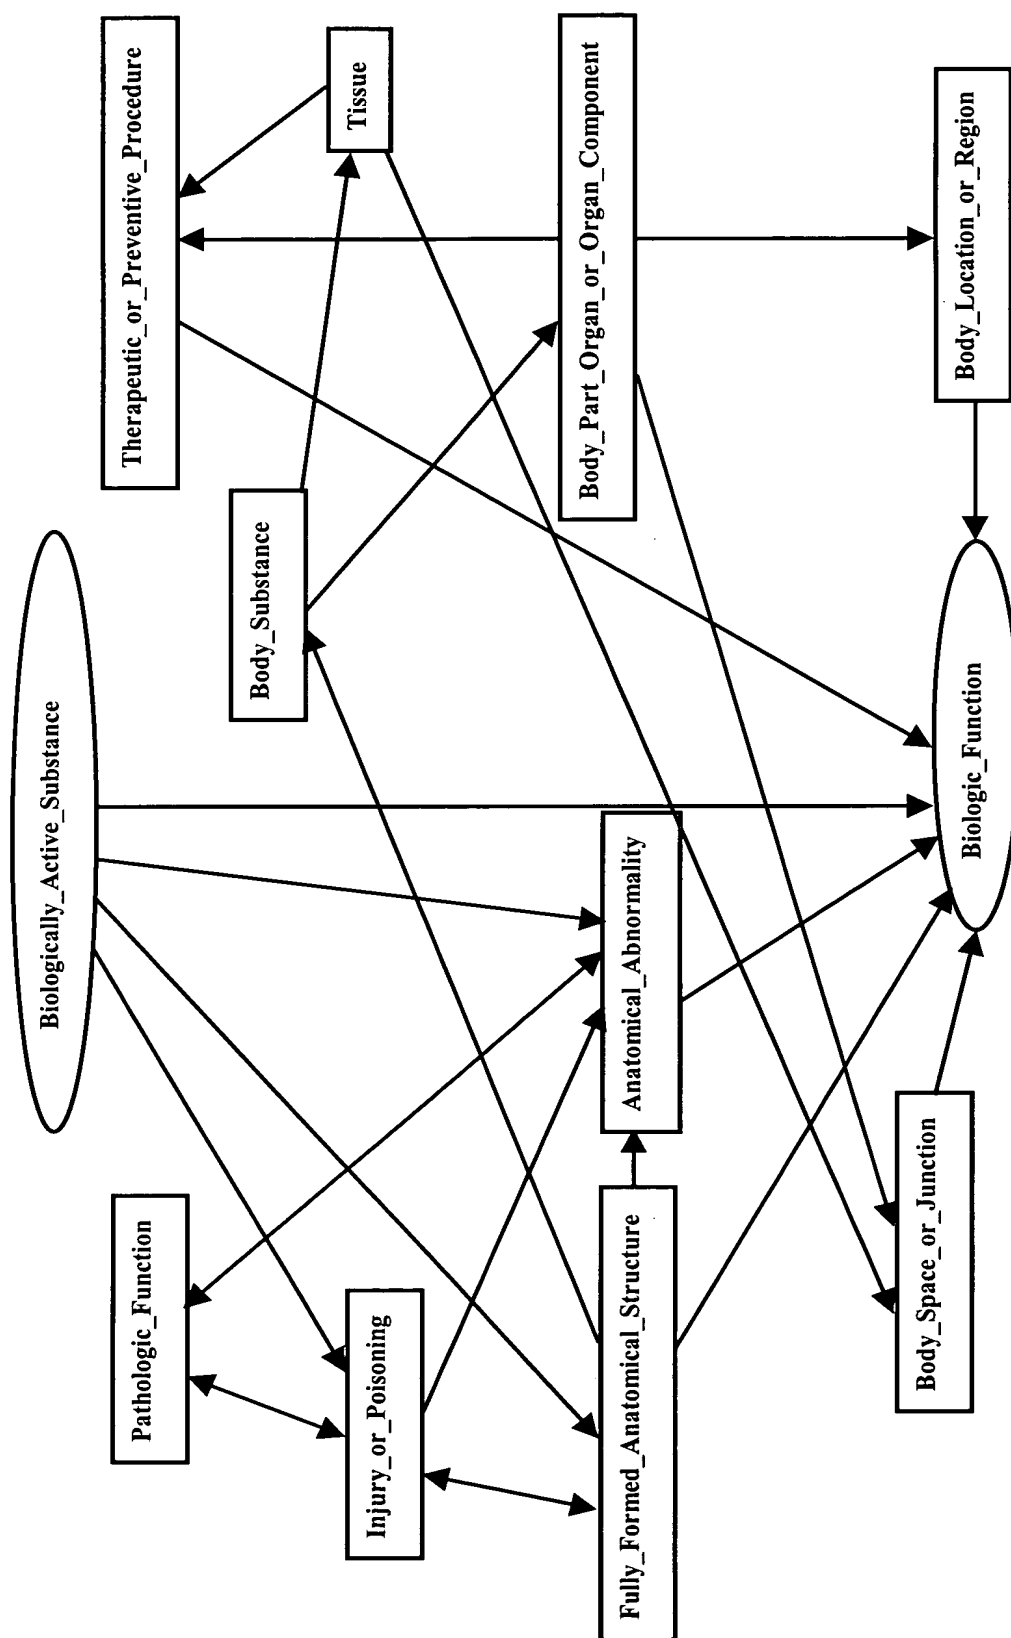 Biologically_Active_Substance
Pathologic_Function
Therapeutic_or_Preventive_Procedure
Injury_or_Poisoning
Body_Substance
Tissue
Fully_Formed_Anatomical_Structure
Anatomical_Abnormality
Body_Part_Organ_or_Organ_Component
Body_Space_or_Junction
Biologic_Function
Body_Location_or_Region